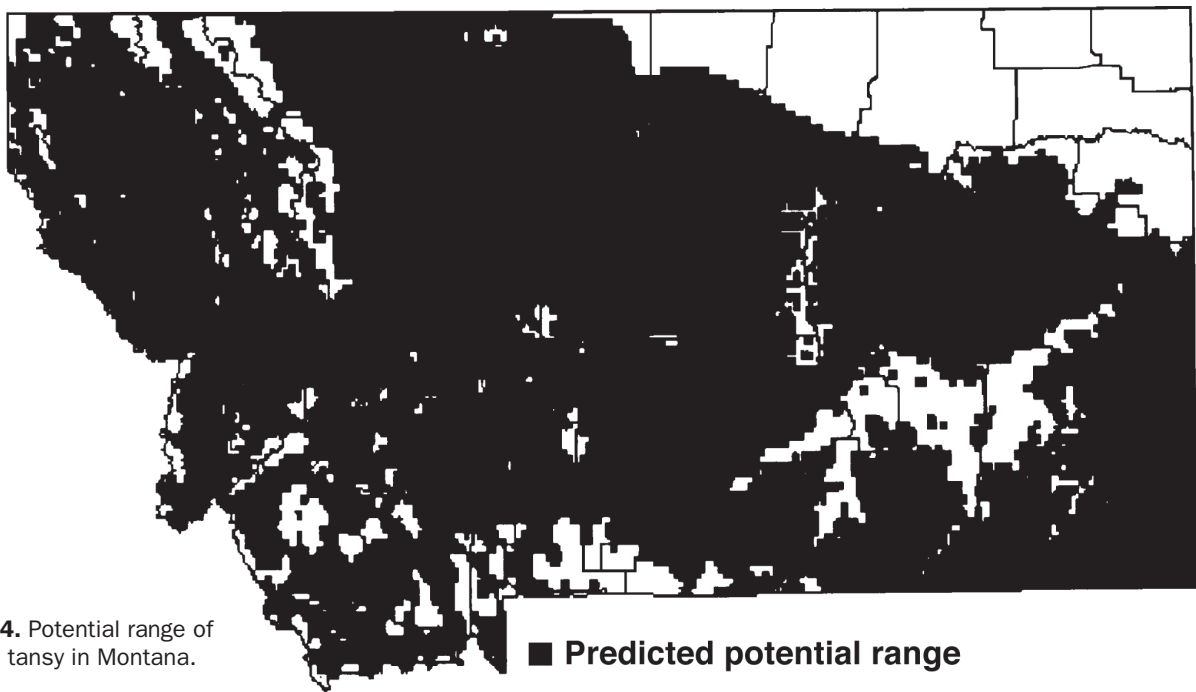 4. Potential range of
tansy in Montana.
■ Predicted potential range